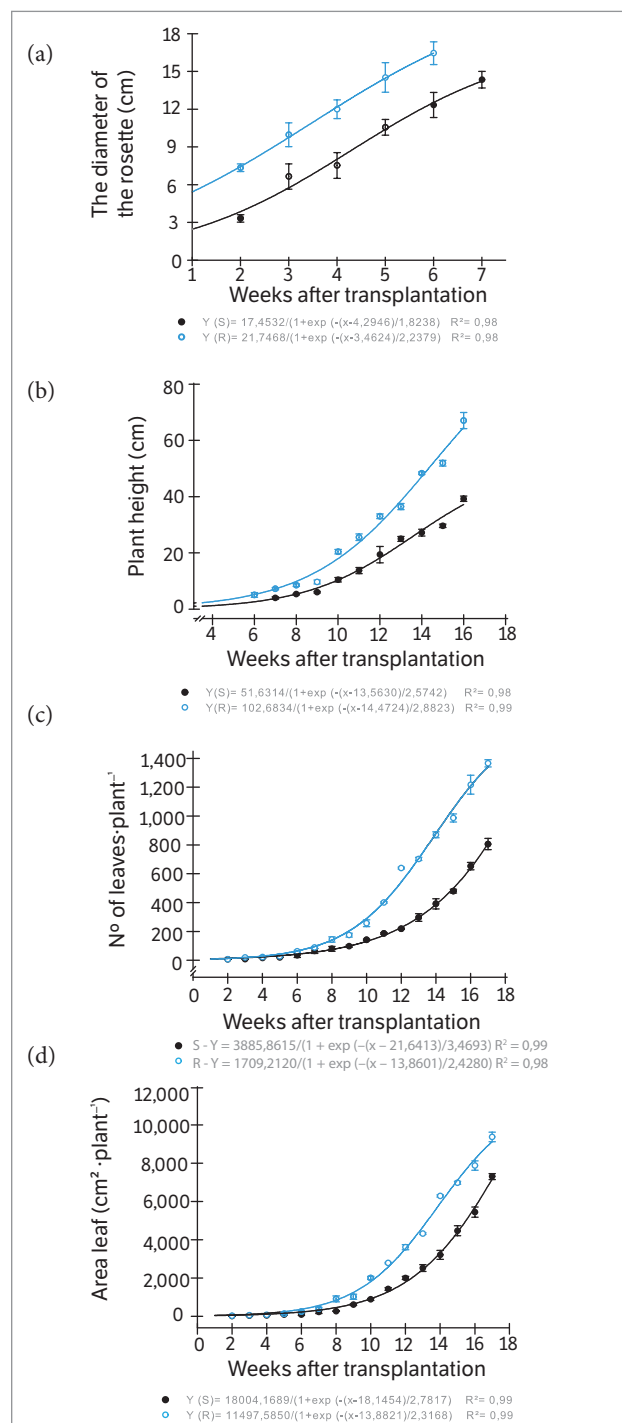 (a)
The diameter of
the rosette (cm)
18
15
12
9
6
3
0
1 2 3 4 5 6 7
Weeks after transplantation
Y (S)= 17,4532/(1+exp (-(x-4,2946)/1,8238) R²= 0,98
Y (R)= 21,7468/(1+exp (-(x-3,4624)/2,2379) R²= 0,98
(b)
Plant height (cm)
80
60
40
20
0
4 6 8 10 12 14 16 18
Weeks after transplantation
Y(S)= 51,6314/(1+exp (-(x-13,5630)/2,5742) R²= 0,98
Y(R)= 102,6834/(1+exp (-(x-14,4724)/2,8823) R²= 0,99
(c)
Nº of leaves·plant⁻¹
1,400
1,200
1,000
800
600
400
200
0
0 2 4 6 8 10 12 14 16 18
Weeks after transplantation
S - Y = 3885,8615/(1 + exp (−(x − 21,6413)/3,4693) R² = 0,99
R - Y = 1709,2120/(1 + exp (−(x − 13,8601)/2,4280) R² = 0,98
(d)
Area leaf (cm² ·plant⁻¹)
12,000
10,000
8,000
6,000
4,000
2,000
0
0 2 4 6 8 10 12 14 16 18
Weeks after transplantation
Y (S)= 18004,1689/(1+exp (-(x-18,1454)/2,7817) R²= 0,99
Y (R)= 11497,5850/(1+exp (-(x-13,8821)/2,3168) R²= 0,99